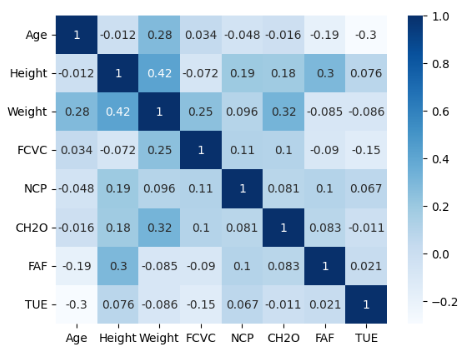 Age 1 -0.012 0.28 0.034 -0.048 -0.016 -0.19 -0.3
Height -0.012 1 0.42 -0.072 0.19 0.18 0.3 0.076
Weight 0.28 0.42 1 0.25 0.096 0.32 -0.085 -0.086
FCVC 0.034 -0.072 0.25 1 0.11 0.1 -0.09 -0.15
NCP -0.048 0.19 0.096 0.11 1 0.081 0.1 0.067
CH2O -0.016 0.18 0.32 0.1 0.081 1 0.083 -0.011
FAF -0.19 0.3 -0.085 -0.09 0.1 0.083 1 0.021
TUE -0.3 0.076 -0.086 -0.15 0.067 -0.011 0.021 1
Age Height Weight FCVC NCP CH2O FAF TUE
1.0
0.8
0.6
0.4
0.2
0.0
−0.2